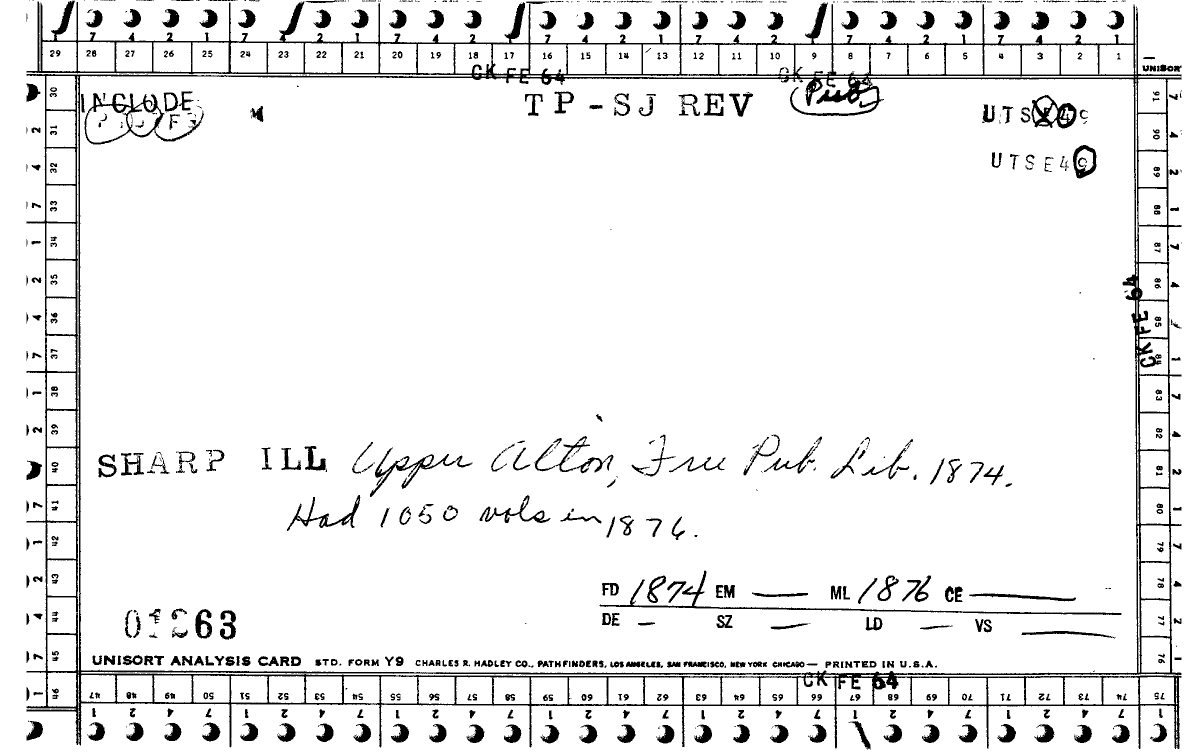 7 4 2 1 7 4 2 1 7 4 2 1 7 4 2 1 7 4 2 1 7 4 2 1
29 28 27 26 25 24 23 22 21 20 19 18 17 16 15 14 13 12 11 10 9 8 7 6 5 4 3 2 1
CK FE 64 CK FE 64
UNISORT
INCLUDE TP-SJ REV Pub.
UTSE49
30 31 32 33 34 35 36 37 38 39 40 41 42 43 44 45 46
91 90 89 88 87 86 85 84 83 82 81 80 79 78 77 76
CK FE 64
SHARP ILL Upper Alton, Free Pub. Lib. 1874.
Had 1050 vols in 1876.
FD 1874 EM — ML 1876 CE —
DE — SZ — LD — VS —
01263
UNISORT ANALYSIS CARD STD. FORM Y9 CHARLES R. HADLEY CO., PATHFINDERS, LOS ANGELES, SAN FRANCISCO, NEW YORK CHICAGO — PRINTED IN U.S.A.
CK FE 64
47 48 49 50 51 52 53 54 55 56 57 58 59 60 61 62 63 64 65 66 67 68 69 70 71 72 73 74 75